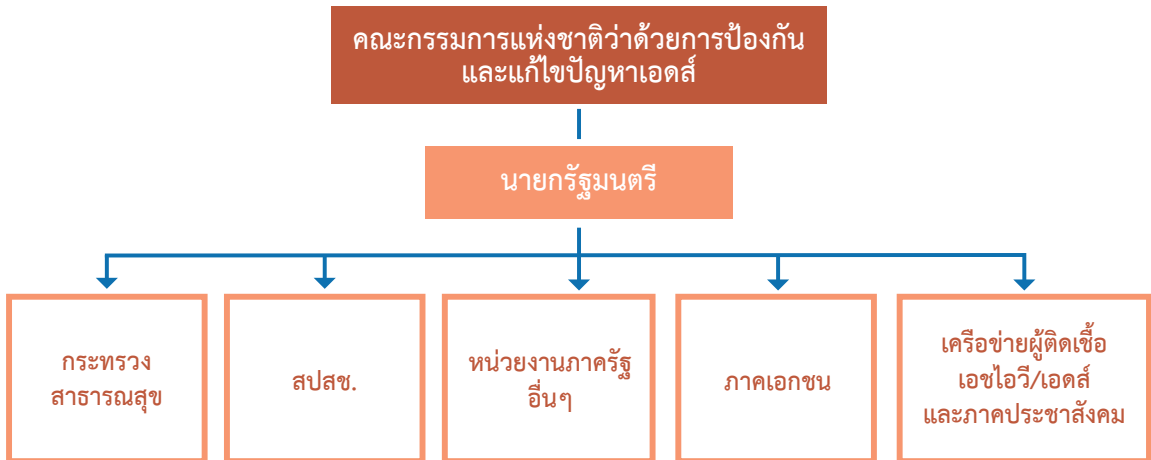 คณะกรรมการแห่งชาติว่าด้วยการป้องกัน
และแก้ไขปัญหาเอดส์
นายกรัฐมนตรี
กระทรวง
สาธารณสุข
สปสช.
หน่วยงานภาครัฐ
อื่นๆ
ภาคเอกชน
เครือข่ายผู้ติดเชื้อ
เอชไอวี/เอดส์
และภาคประชาสังคม